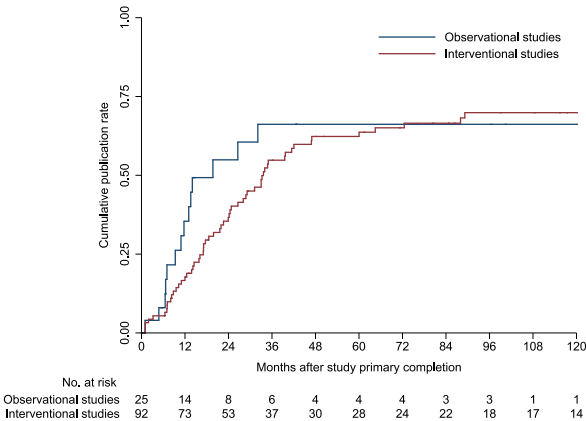 1.00
0.75
0.50
0.25
0.00
Cumulative publication rate
Observational studies
Interventional studies
0 12 24 36 48 60 72 84 96 108 120
Months after study primary completion
No. at risk
Observational studies 25 14 8 6 4 4 4 3 3 1 1
Interventional studies 92 73 53 37 30 28 24 22 18 17 14